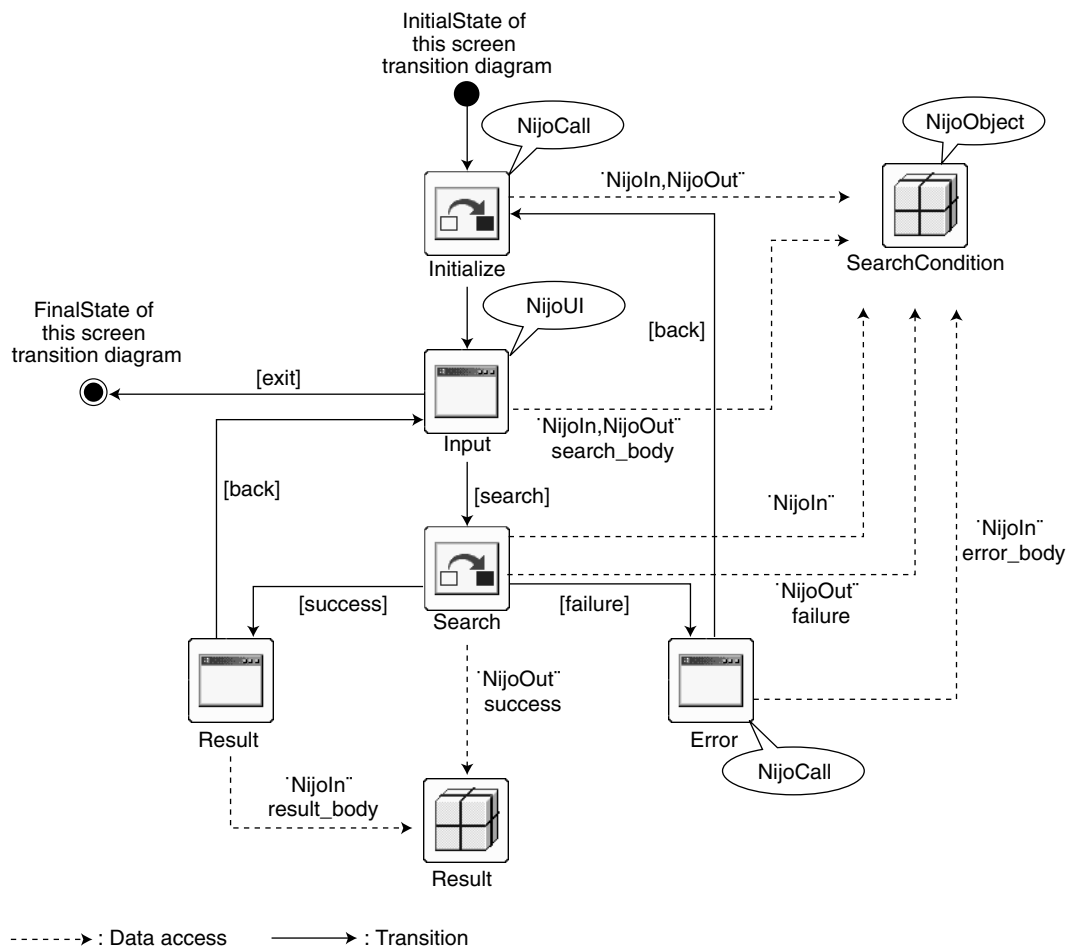 InitialState of
this screen
transition diagram
NijoCall
NijoObject
¨NijoIn,NijoOut¨
Initialize
SearchCondition
FinalState of
this screen
transition diagram
NijoUI
[back]
[exit]
¨NijoIn,NijoOut¨
search_body
Input
[back]
[search]
¨NijoIn¨
¨NijoIn¨
error_body
[success]
[failure]
¨NijoOut¨
failure
Search
¨NijoOut¨
success
Result
Error
NijoCall
¨NijoIn¨
result_body
Result
: Data access
: Transition